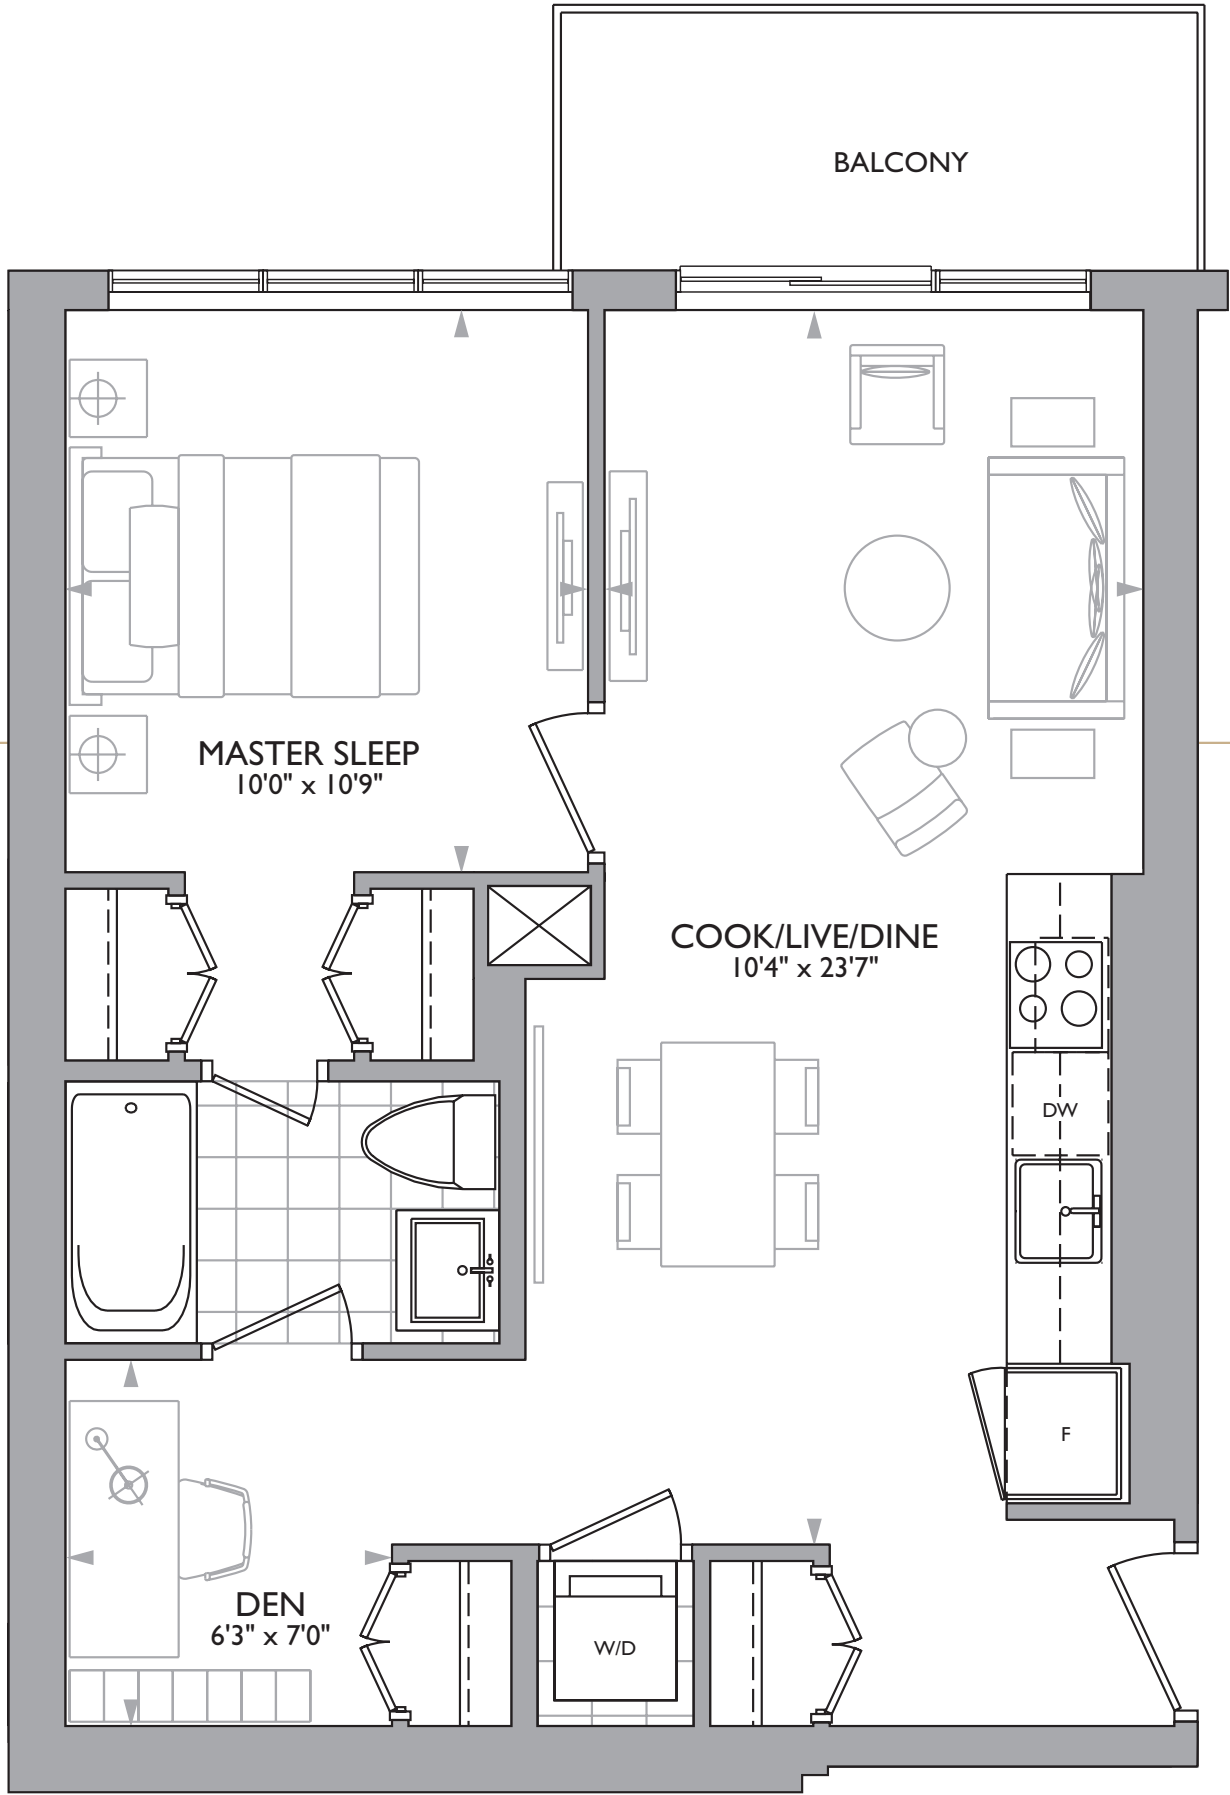 BALCONY
MASTER SLEEP
10'0" x 10'9"
COOK/LIVE/DINE
10'4" x 23'7"
DW
F
DEN
6'3" x 7'0"
W/D